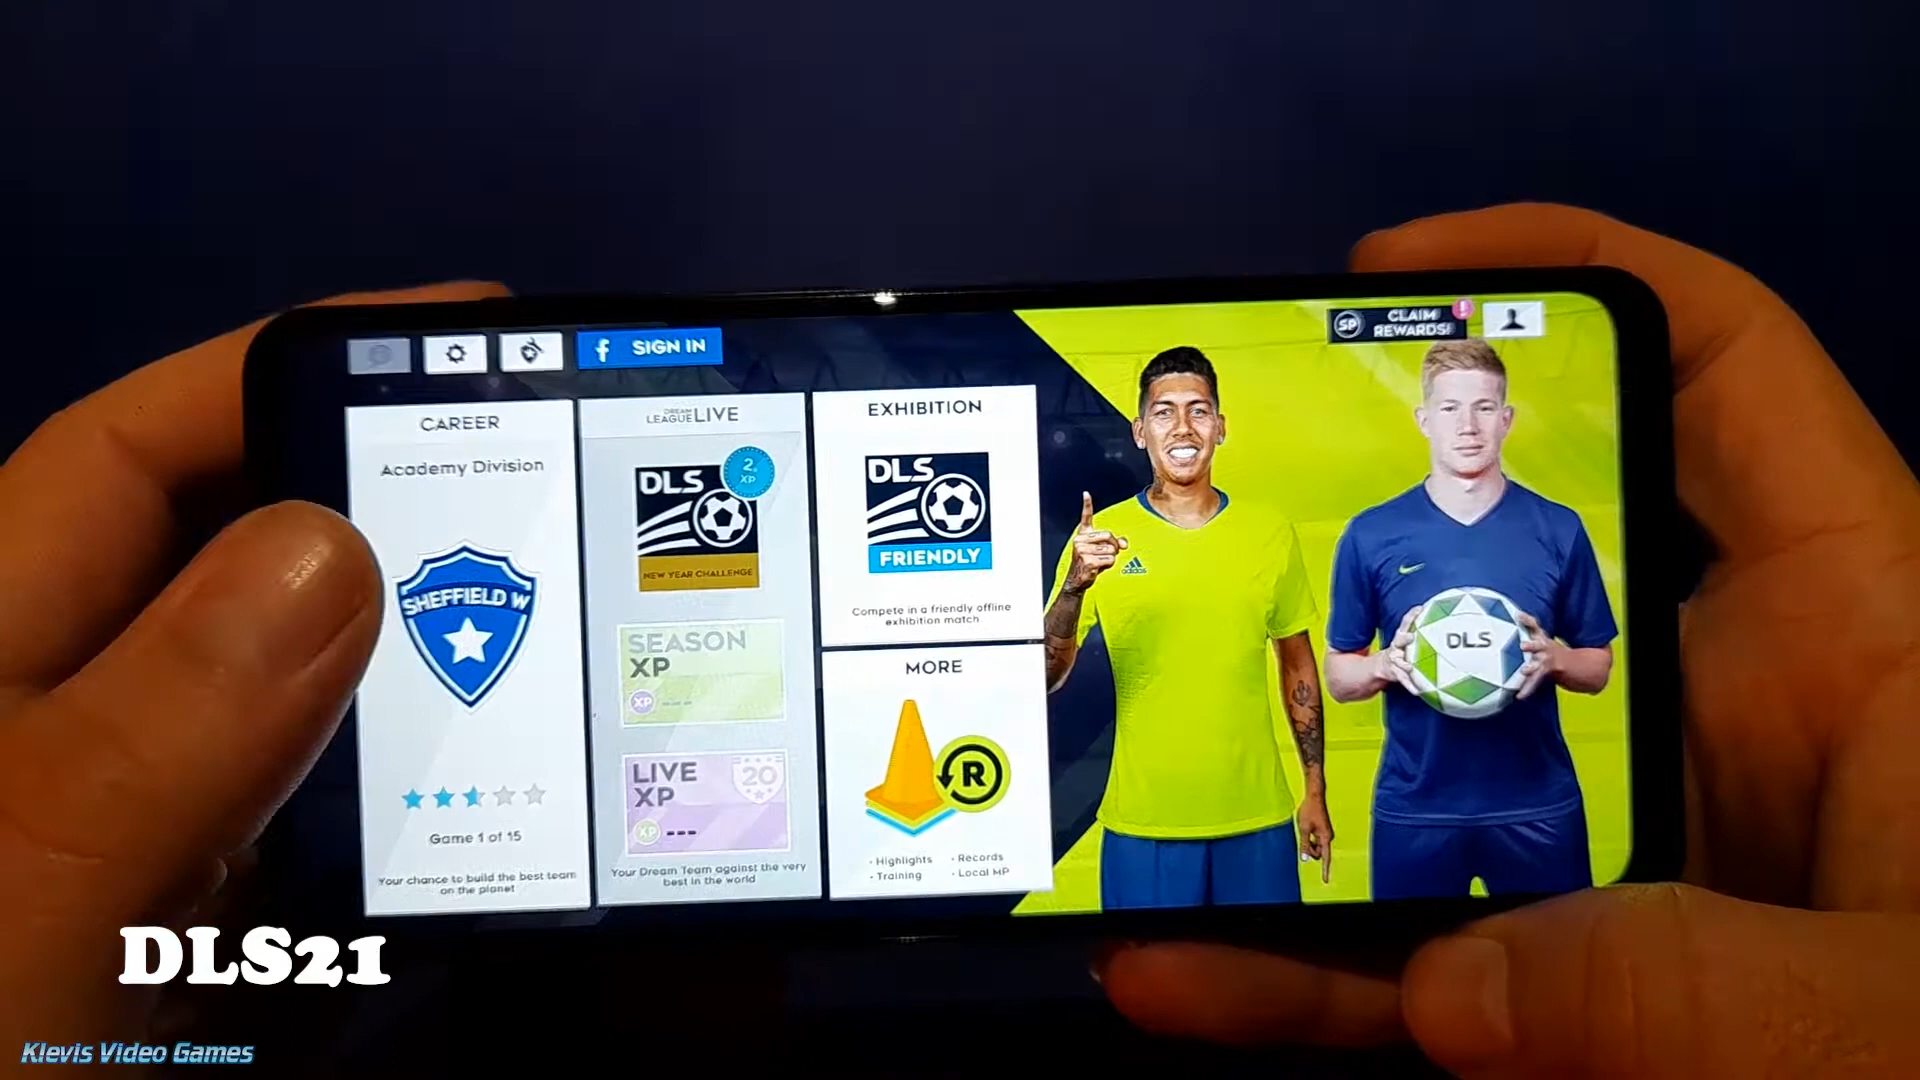 SIGN IN
SP
CLAIM
REWARDS!
!
CAREER
Academy Division
SHEFFIELD W
Game 1 of 15
Your chance to build the best team
on the planet
DREAM
LEAGUE LIVE
DLS
2x
XP
NEW YEAR CHALLENGE
SEASON
XP
XP
LIVE
XP
20
XP ---
Your Dream Team against the very
best in the world
EXHIBITION
DLS
FRIENDLY
Compete in a friendly offline
exhibition match
MORE
R
• Highlights
• Records
• Training
• Local MP
adidas
DLS
DLS21
Klevis Video Games